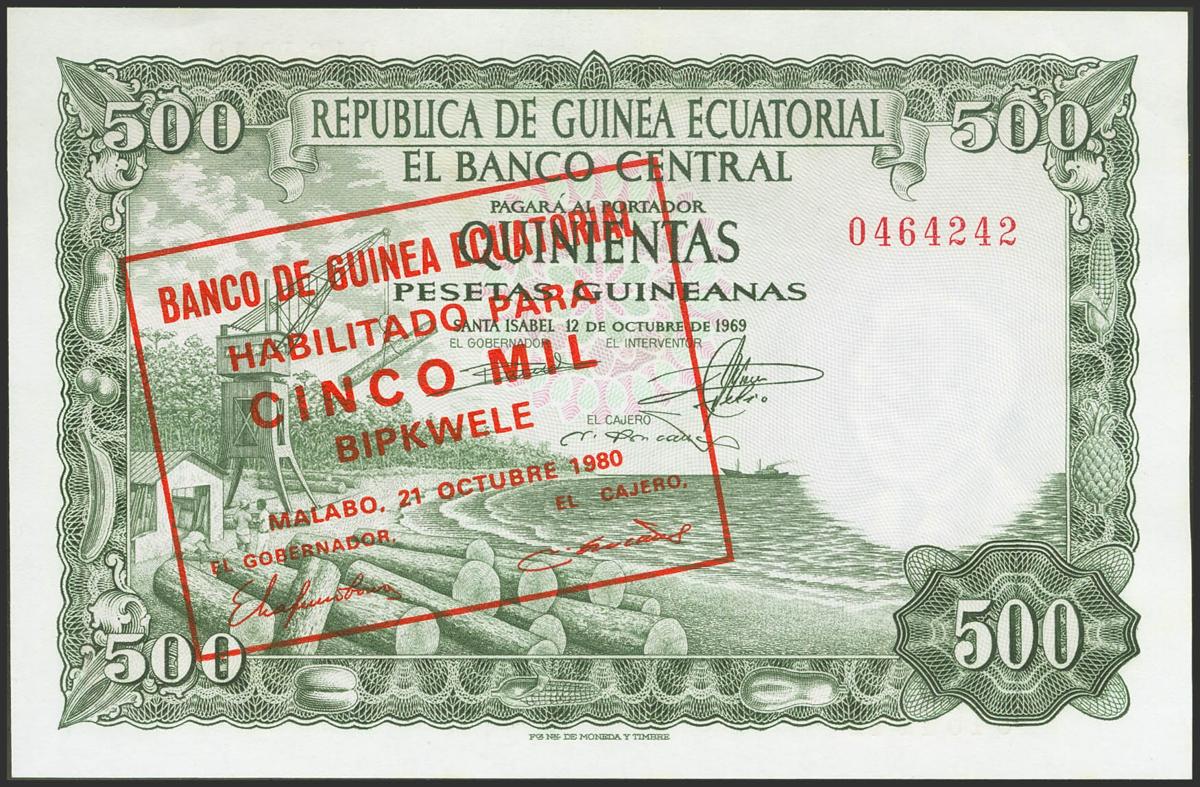 500
500
REPUBLICA DE GUINEA ECUATORIAL
EL BANCO CENTRAL
PAGARÁ AL PORTADOR
QUINIENTAS
PESETAS GUINEANAS
SANTA ISABEL 12 DE OCTUBRE DE 1969
EL GOBERNADOR
EL INTERVENTOR
EL CAJERO
0464242
BANCO DE GUINEA ECUATORIAL
HABILITADO PARA
CINCO MIL
BIPKWELE
MALABO, 21 OCTUBRE 1980
EL GOBERNADOR,
EL CAJERO,
500
500
DE MONEDA Y TIMBRE